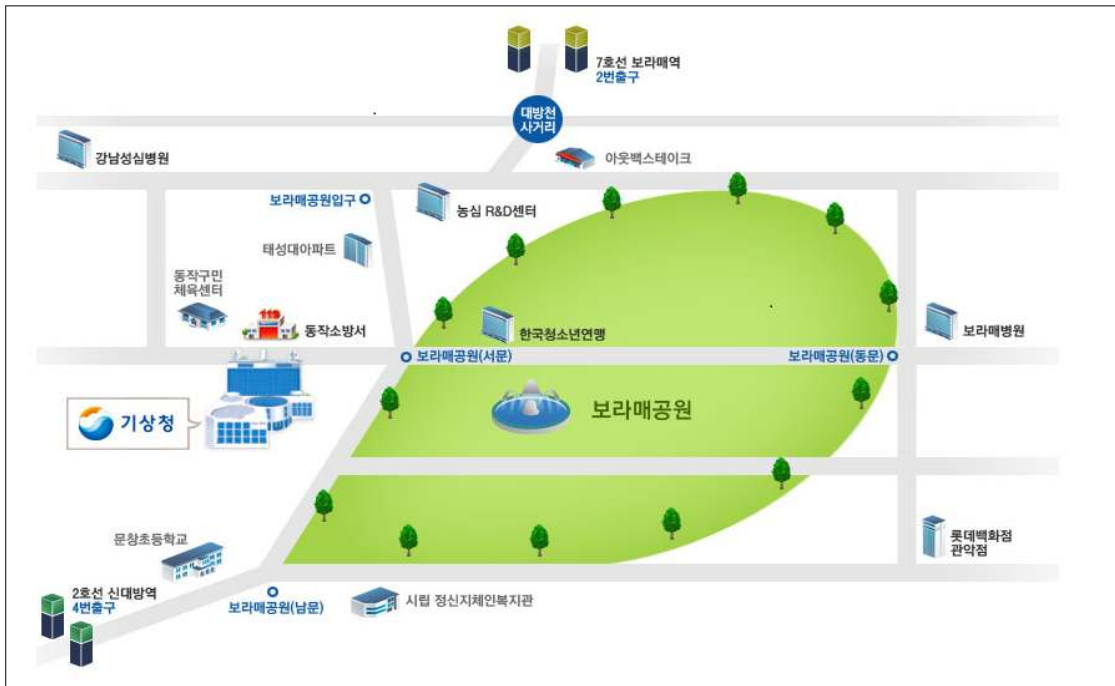 7호선 보라매역
2번출구
대방천
사거리
강남성심병원
아웃백스테이크
보라매공원입구
농심 R&D센터
태성대아파트
동작구민
체육센터
119
동작소방서
한국청소년연맹
보라매병원
보라매공원(서문)
보라매공원(동문)
기상청
보라매공원
문창초등학교
롯데백화점
관악점
2호선 신대방역
4번출구
보라매공원(남문)
시립 정신지체인복지관